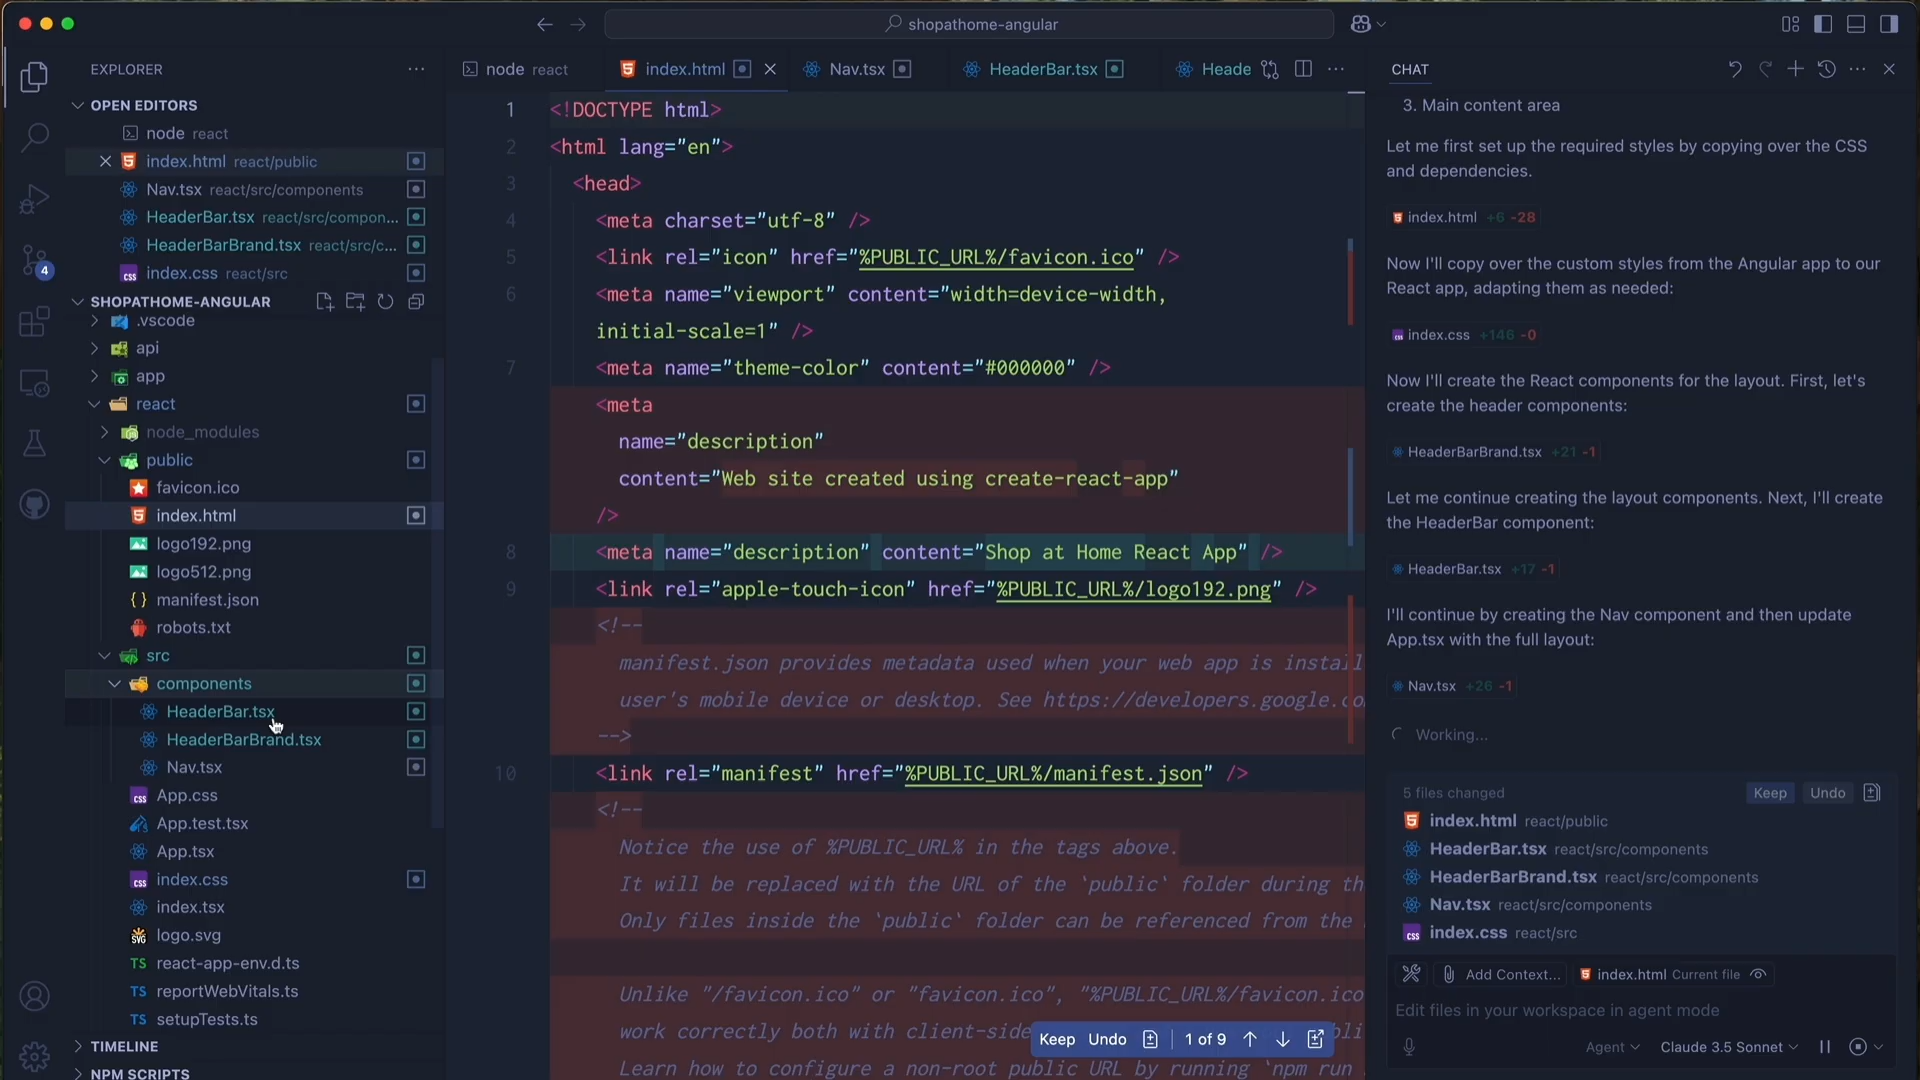 shopathome-angular
EXPLORER
OPEN EDITORS
node react
index.html react/public
Nav.tsx react/src/components
HeaderBar.tsx react/src/compon...
HeaderBarBrand.tsx react/src/c...
index.css react/src
4
SHOPATHOME-ANGULAR
.vscode
api
app
react
node_modules
public
favicon.ico
index.html
logo192.png
logo512.png
manifest.json
robots.txt
src
components
HeaderBar.tsx
HeaderBarBrand.tsx
Nav.tsx
App.css
App.test.tsx
App.tsx
index.css
index.tsx
logo.svg
react-app-env.d.ts
reportWebVitals.ts
setupTests.ts
TIMELINE
NPM SCRIPTS
node react
index.html
Nav.tsx
HeaderBar.tsx
Heade
1 <!DOCTYPE html>
2 <html lang="en">
3 <head>
4 <meta charset="utf-8" />
5 <link rel="icon" href="%PUBLIC_URL%/favicon.ico" />
6 <meta name="viewport" content="width=device-width,
initial-scale=1" />
7 <meta name="theme-color" content="#000000" />
<meta
name="description"
content="Web site created using create-react-app"
/>
8 <meta name="description" content="Shop at Home React App" />
9 <link rel="apple-touch-icon" href="%PUBLIC_URL%/logo192.png" />
<!--
manifest.json provides metadata used when your web app is install
user's mobile device or desktop. See https://developers.google.co
-->
10 <link rel="manifest" href="%PUBLIC_URL%/manifest.json" />
<!--
Notice the use of %PUBLIC_URL% in the tags above.
It will be replaced with the URL of the `public` folder during th
Only files inside the `public` folder can be referenced from the
Unlike "/favicon.ico" or "favicon.ico", "%PUBLIC_URL%/favicon.ico
work correctly both with client-side
bli
Learn how to configure a non-root public URL by running `npm run
Keep Undo 1 of 9
CHAT
3. Main content area
Let me first set up the required styles by copying over the CSS
and dependencies.
index.html +6 -28
Now I'll copy over the custom styles from the Angular app to our
React app, adapting them as needed:
index.css +146 -0
Now I'll create the React components for the layout. First, let's
create the header components:
HeaderBarBrand.tsx +21 -1
Let me continue creating the layout components. Next, I'll create
the HeaderBar component:
HeaderBar.tsx +17 -1
I'll continue by creating the Nav component and then update
App.tsx with the full layout:
Nav.tsx +26 -1
Working...
5 files changed
Keep Undo
index.html react/public
HeaderBar.tsx react/src/components
HeaderBarBrand.tsx react/src/components
Nav.tsx react/src/components
index.css react/src
Add Context... index.html Current file
Edit files in your workspace in agent mode
Agent Claude 3.5 Sonnet